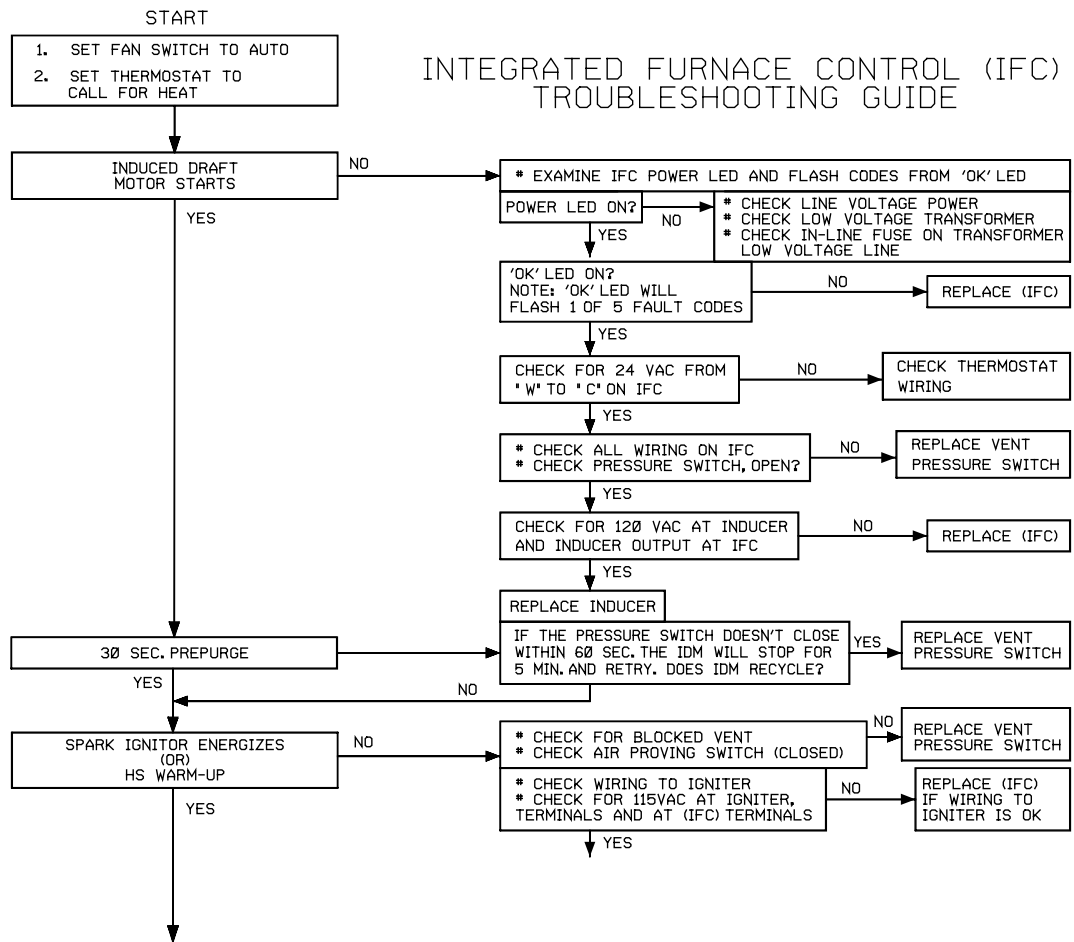 START
1. SET FAN SWITCH TO AUTO
2. SET THERMOSTAT TO
CALL FOR HEAT
INTEGRATED FURNACE CONTROL (IFC)
TROUBLESHOOTING GUIDE
INDUCED DRAFT
MOTOR STARTS
NO
YES
# EXAMINE IFC POWER LED AND FLASH CODES FROM 'OK' LED
POWER LED ON?
NO
YES
# CHECK LINE VOLTAGE POWER
# CHECK LOW VOLTAGE TRANSFORMER
# CHECK IN-LINE FUSE ON TRANSFORMER
LOW VOLTAGE LINE
'OK' LED ON?
NOTE: 'OK' LED WILL
FLASH 1 OF 5 FAULT CODES
NO
REPLACE (IFC)
YES
CHECK FOR 24 VAC FROM
"W" TO "C" ON IFC
NO
CHECK THERMOSTAT
WIRING
YES
# CHECK ALL WIRING ON IFC
# CHECK PRESSURE SWITCH, OPEN?
NO
REPLACE VENT
PRESSURE SWITCH
YES
CHECK FOR 120 VAC AT INDUCER
AND INDUCER OUTPUT AT IFC
NO
REPLACE (IFC)
YES
REPLACE INDUCER
30 SEC. PREPURGE
IF THE PRESSURE SWITCH DOESN'T CLOSE
WITHIN 60 SEC. THE IDM WILL STOP FOR
5 MIN. AND RETRY. DOES IDM RECYCLE?
YES
REPLACE VENT
PRESSURE SWITCH
YES
NO
SPARK IGNITOR ENERGIZES
(OR)
HS WARM-UP
NO
YES
# CHECK FOR BLOCKED VENT
# CHECK AIR PROVING SWITCH (CLOSED)
NO
REPLACE VENT
PRESSURE SWITCH
# CHECK WIRING TO IGNITER
# CHECK FOR 115VAC AT IGNITER,
TERMINALS AND AT (IFC) TERMINALS
NO
REPLACE (IFC)
IF WIRING TO
IGNITER IS OK
YES